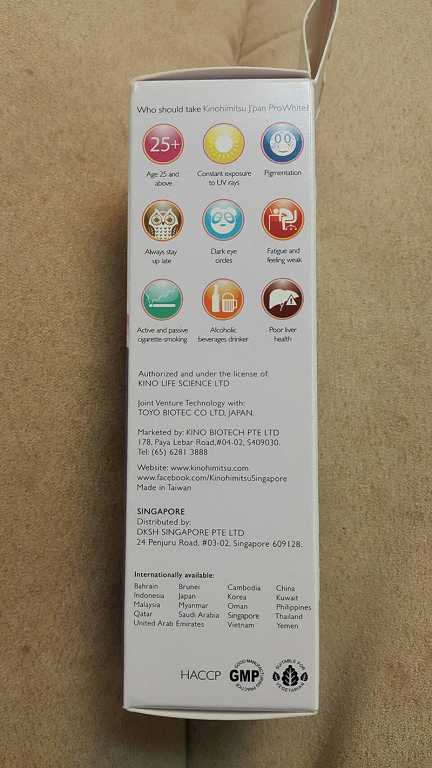 Who should take Kinohimitsu J'pan ProWhite?
25+
Age 25 and above
Constant exposure to UV rays
Pigmentation
Always stay up late
Dark eye circles
Fatigue and feeling weak
Active and passive cigarette-smoking
Alcoholic beverages drinker
Poor liver health
Authorized and under the license of:
KINO LIFE SCIENCE LTD
Joint Venture Technology with:
TOYO BIOTEC CO LTD, JAPAN.
Marketed by: KINO BIOTECH PTE LTD
178, Paya Lebar Road,#04-02, S409030.
Tel: (65) 6281 3888
Website: www.kinohimitsu.com
www.facebook.com/KinohimitsuSingapore
Made in Taiwan
SINGAPORE
Distributed by:
DKSH SINGAPORE PTE LTD
24 Penjuru Road, #03-02, Singapore 609128.
Internationally available:
Bahrain Brunei Cambodia China
Indonesia Japan Korea Kuwait
Malaysia Myanmar Oman Philippines
Qatar Saudi Arabia Singapore Thailand
United Arab Emirates Vietnam Yemen
HACCP
GOOD MANUFACTURING PRACTICE
GMP
SUITABLE FOR VEGETARIAN